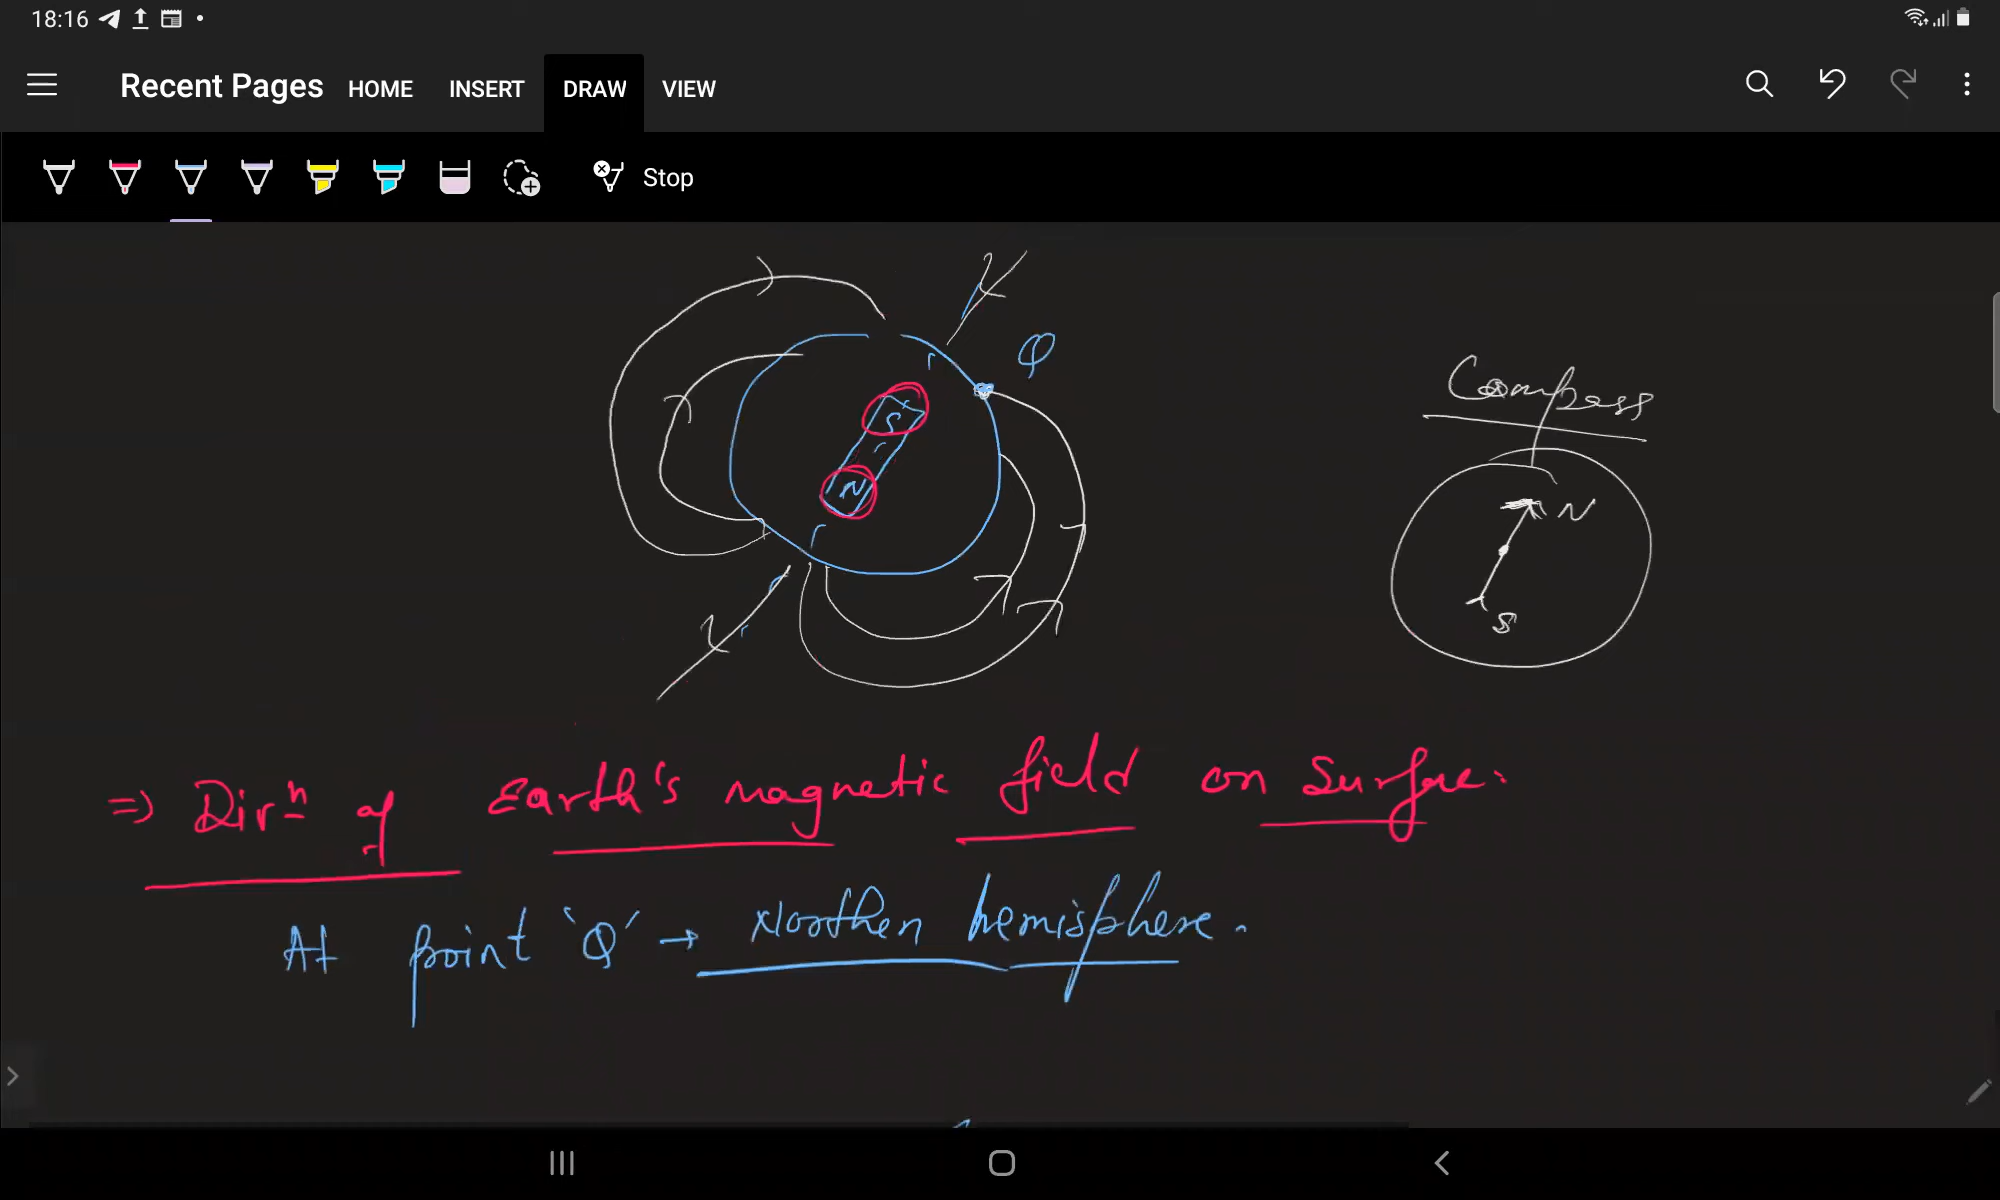 18:16
Recent Pages HOME INSERT DRAW VIEW
Stop
Q
S
N
Compass
N
S
=> Dirⁿ of Earth's magnetic field on Surface.
At point 'Q' → Northen hemisphere.